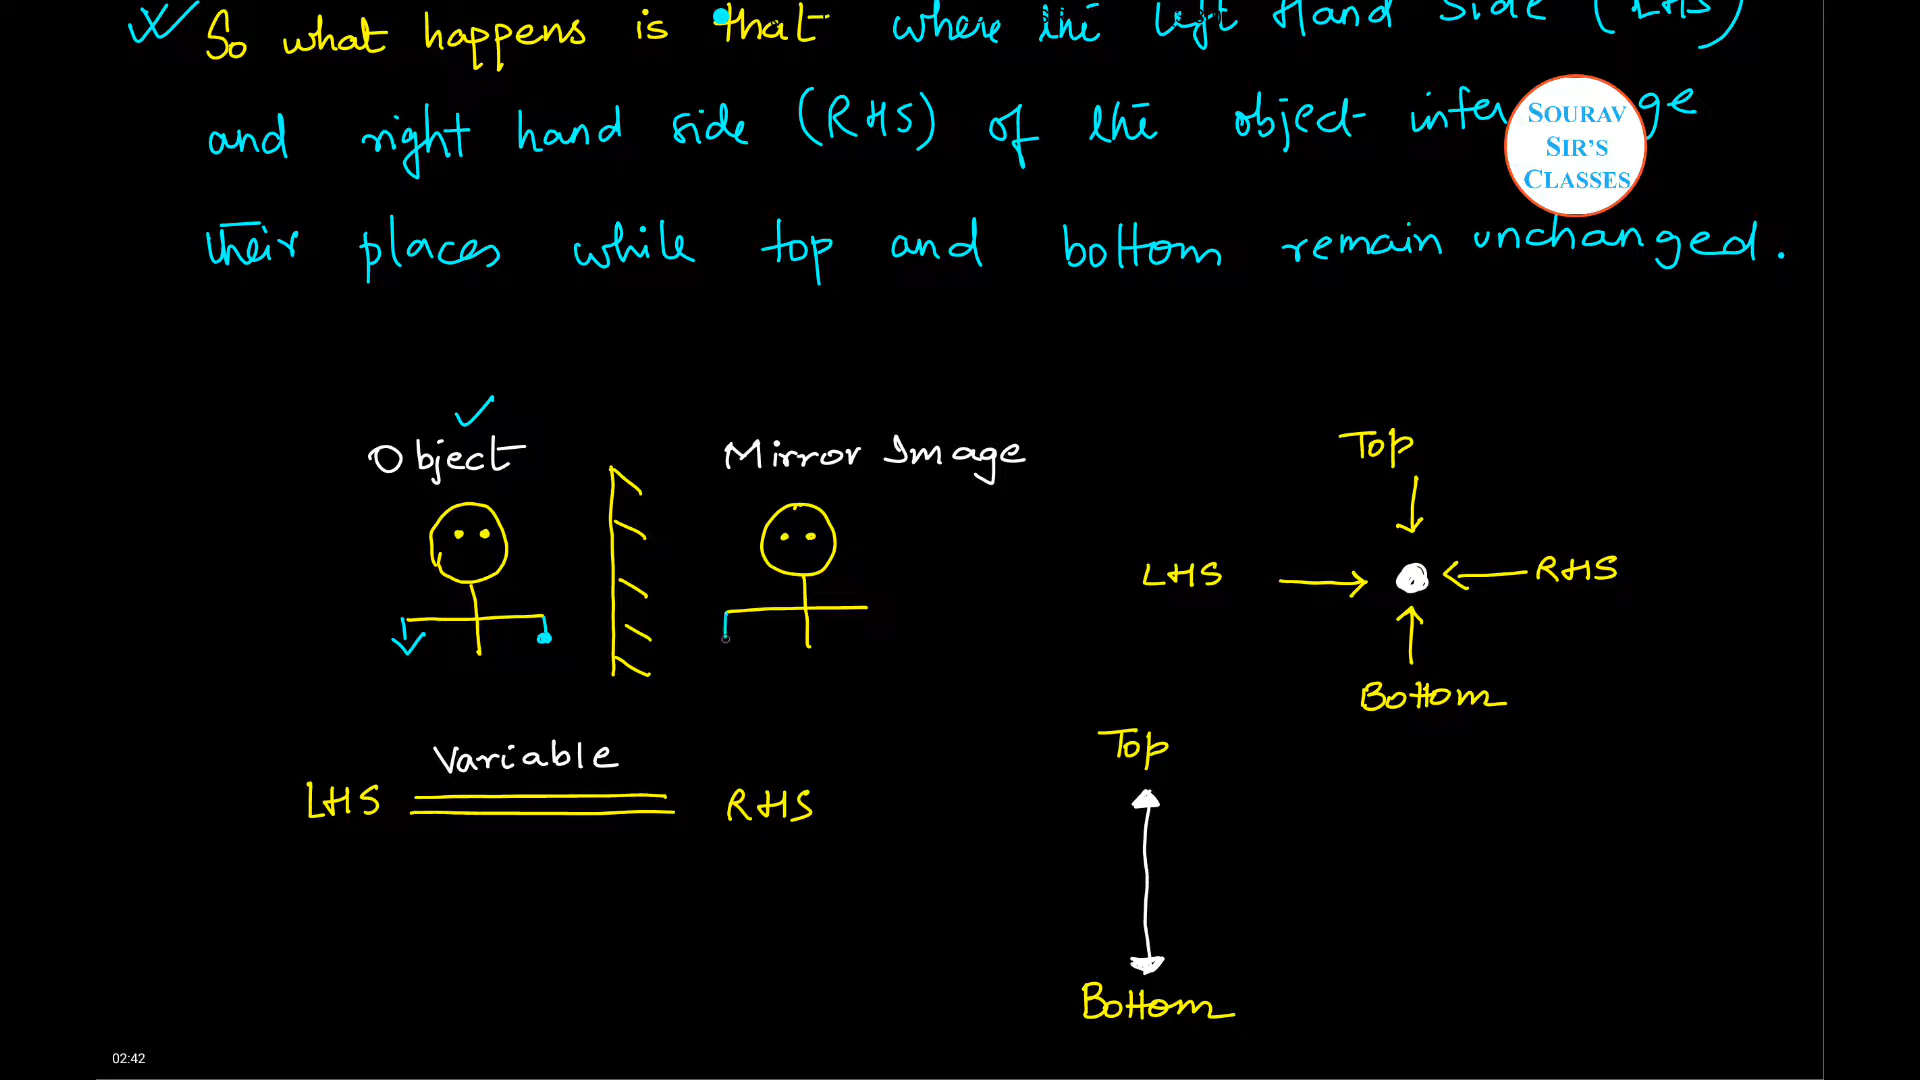 So what happens is that where the left Hand Side (LHS)
and right hand side (RHS) of the object
SOURAV
SIR'S
CLASSES
their places while top and bottom remain unchanged.
Object
Mirror Image
Top
LHS
RHS
Bottom
Variable
LHS
RHS
Top
Bottom
02:42